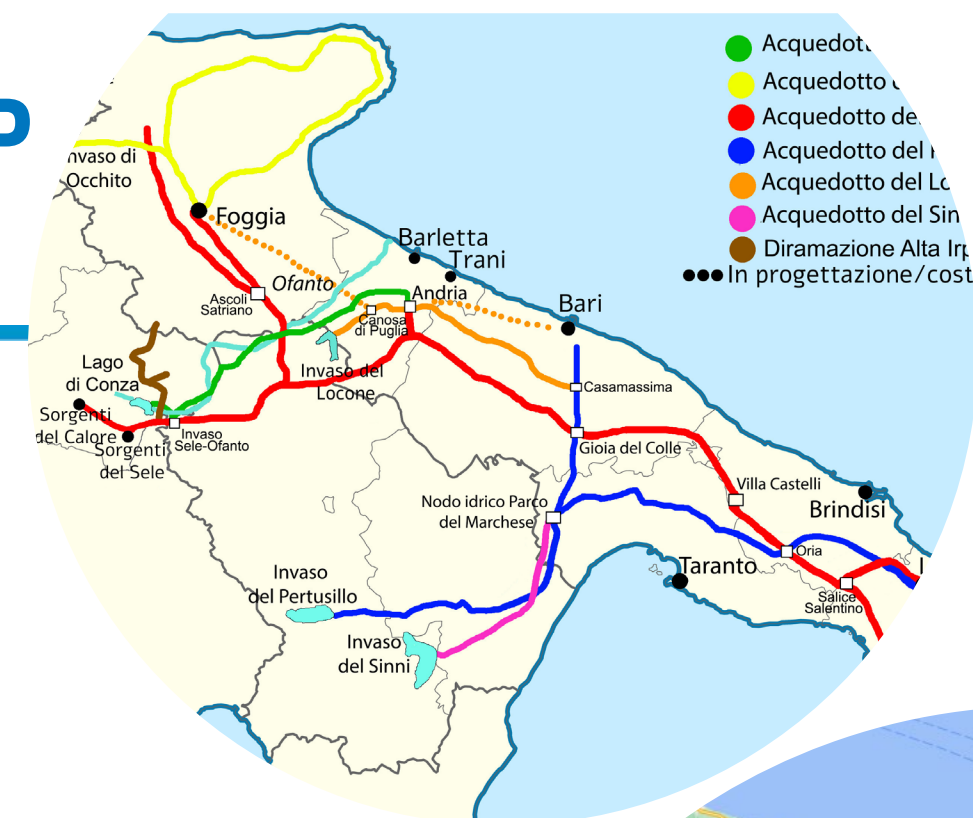 P
Acquedott
Acquedotto
Acquedotto de
Acquedotto del
Acquedotto del Lo
Acquedotto del Sin
Diramazione Alta Irp
In progettazione/cost
nvaso di
Occhito
Foggia
Barletta
Trani
Ofanto
Ascoli
Satriano
Andria
Canosa
di Puglia
Bari
Lago
di Conza
Invaso del
Locone
Casamassima
Sorgenti
del Calore
Sorgenti
del Sele
Invaso
Sele-Ofanto
Gioia del Colle
Villa Castelli
Nodo idrico Parco
del Marchese
Brindisi
Oria
Taranto
Salice
Salentino
Invaso
del Pertusillo
Invaso
del Sinni